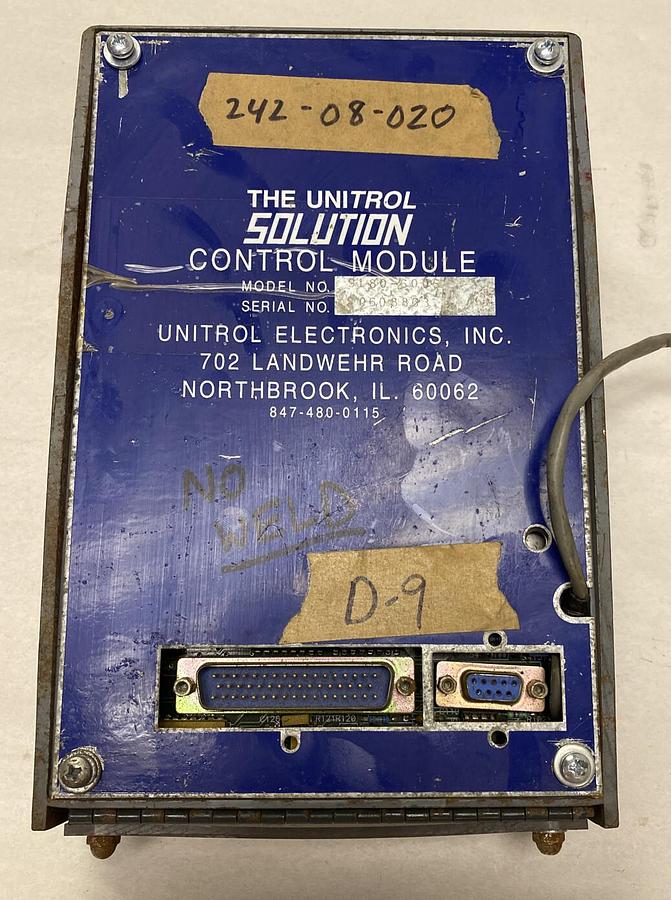 242-08-020
THE UNITROL
SOLUTION
CONTROL MODULE
MODEL NO.
SERIAL NO.
UNITROL ELECTRONICS, INC.
702 LANDWEHR ROAD
NORTHBROOK, IL. 60062
847-480-0115
NO
WELD
D-9
R121R120